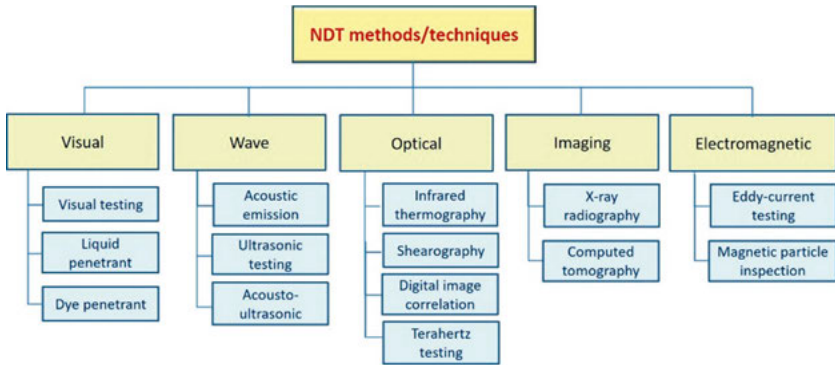 NDT methods/techniques
Visual
Wave
Optical
Imaging
Electromagnetic
Visual testing
Liquid
penetrant
Dye penetrant
Acoustic
emission
Ultrasonic
testing
Acousto-
ultrasonic
Infrared
thermography
Shearography
Digital image
correlation
Terahertz
testing
X-ray
radiography
Computed
tomography
Eddy-current
testing
Magnetic particle
inspection